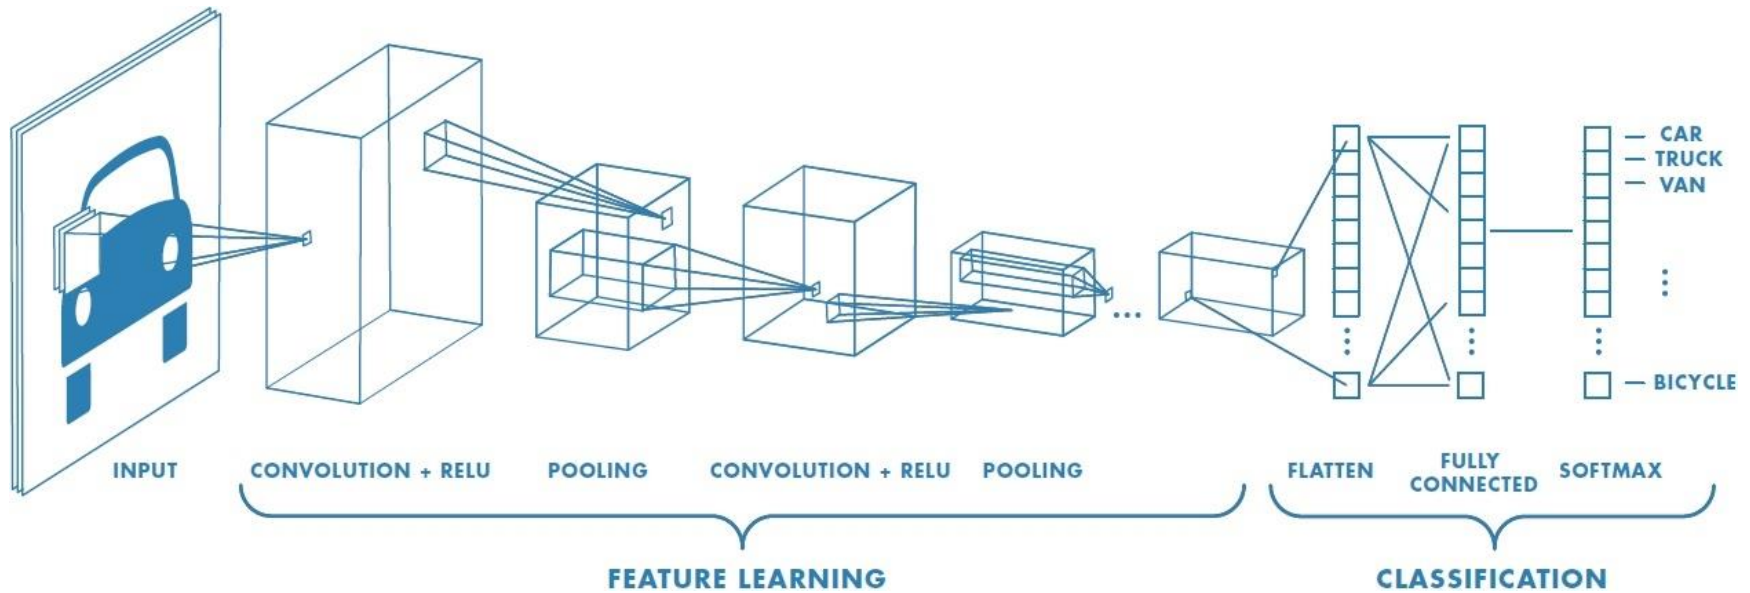 CAR
TRUCK
VAN
BICYCLE
INPUT
CONVOLUTION + RELU
POOLING
CONVOLUTION + RELU
POOLING
FLATTEN
FULLY
CONNECTED
SOFTMAX
FEATURE LEARNING
CLASSIFICATION